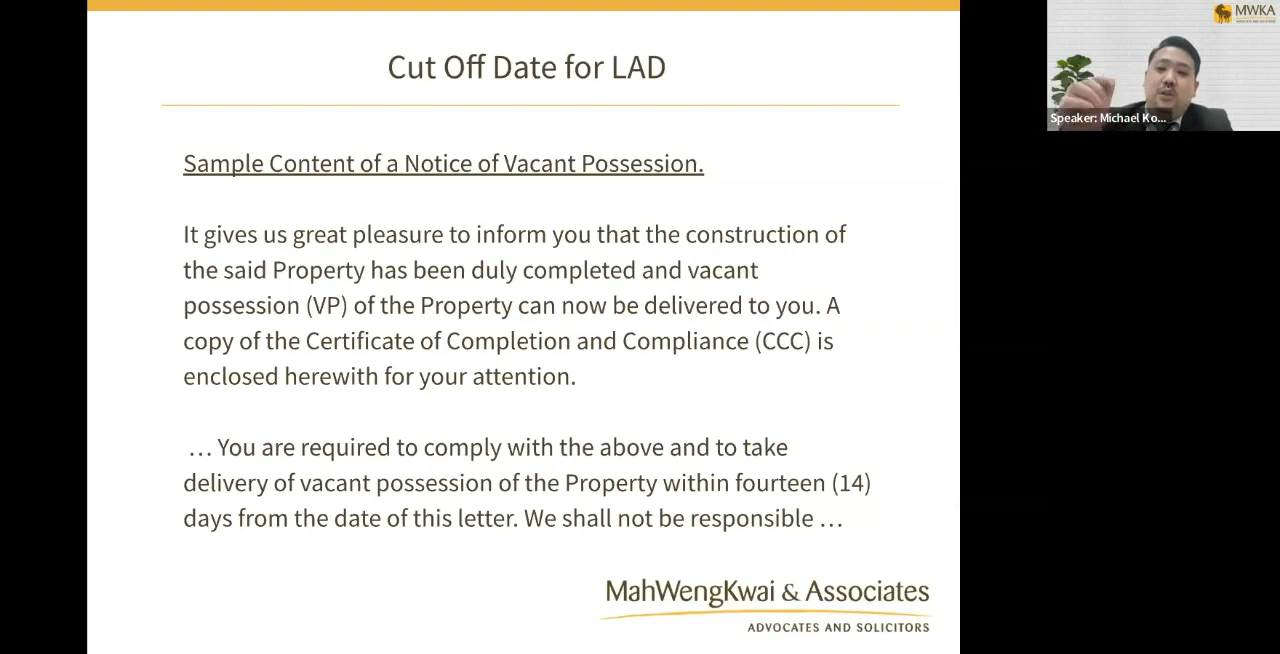 Cut Off Date for LAD
Sample Content of a Notice of Vacant Possession.
It gives us great pleasure to inform you that the construction of
the said Property has been duly completed and vacant
possession (VP) of the Property can now be delivered to you. A
copy of the Certificate of Completion and Compliance (CCC) is
enclosed herewith for your attention.
… You are required to comply with the above and to take
delivery of vacant possession of the Property within fourteen (14)
days from the date of this letter. We shall not be responsible …
MahWengKwai & Associates
ADVOCATES AND SOLICITORS
MWKA
Speaker: Michael Ko...